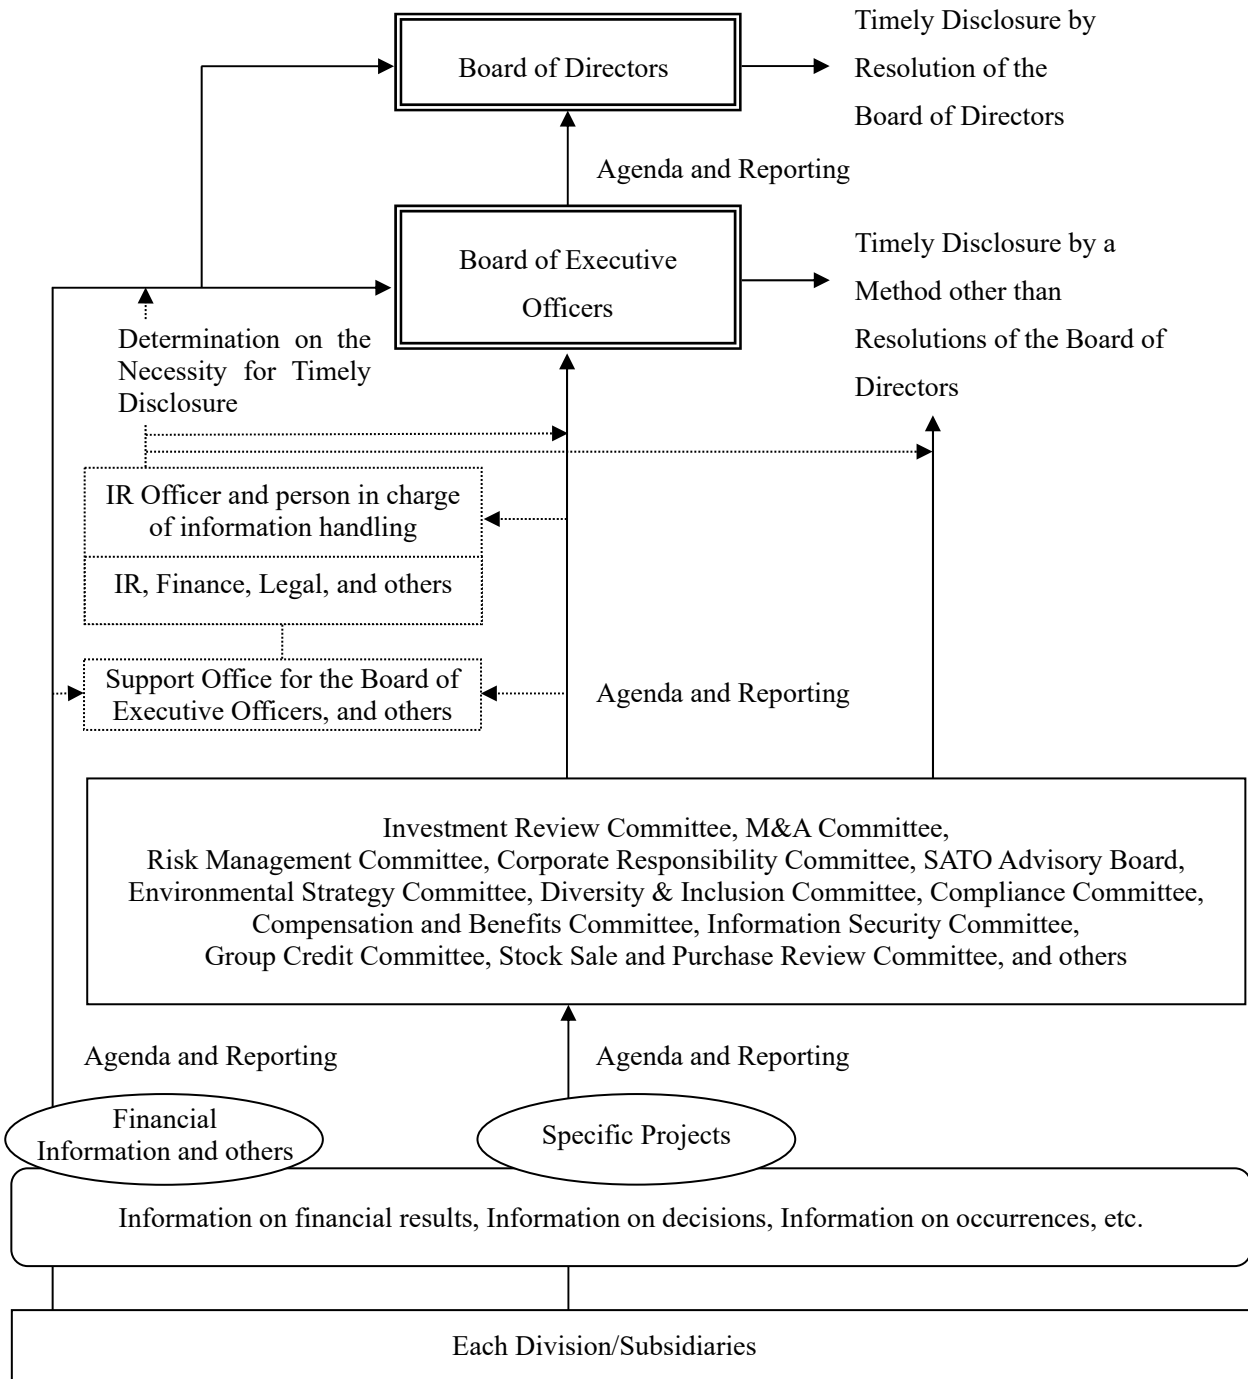 Timely Disclosure by
Resolution of the
Board of Directors
Board of Directors
Agenda and Reporting
Board of Executive
Officers
Timely Disclosure by a
Method other than
Resolutions of the Board of
Directors
Determination on the
Necessity for Timely
Disclosure
IR Officer and person in charge
of information handling
IR, Finance, Legal, and others
Support Office for the Board of
Executive Officers, and others
Agenda and Reporting
Investment Review Committee, M&A Committee,
Risk Management Committee, Corporate Responsibility Committee, SATO Advisory Board,
Environmental Strategy Committee, Diversity & Inclusion Committee, Compliance Committee,
Compensation and Benefits Committee, Information Security Committee,
Group Credit Committee, Stock Sale and Purchase Review Committee, and others
Agenda and Reporting
Agenda and Reporting
Financial
Information and others
Specific Projects
Information on financial results, Information on decisions, Information on occurrences, etc.
Each Division/Subsidiaries